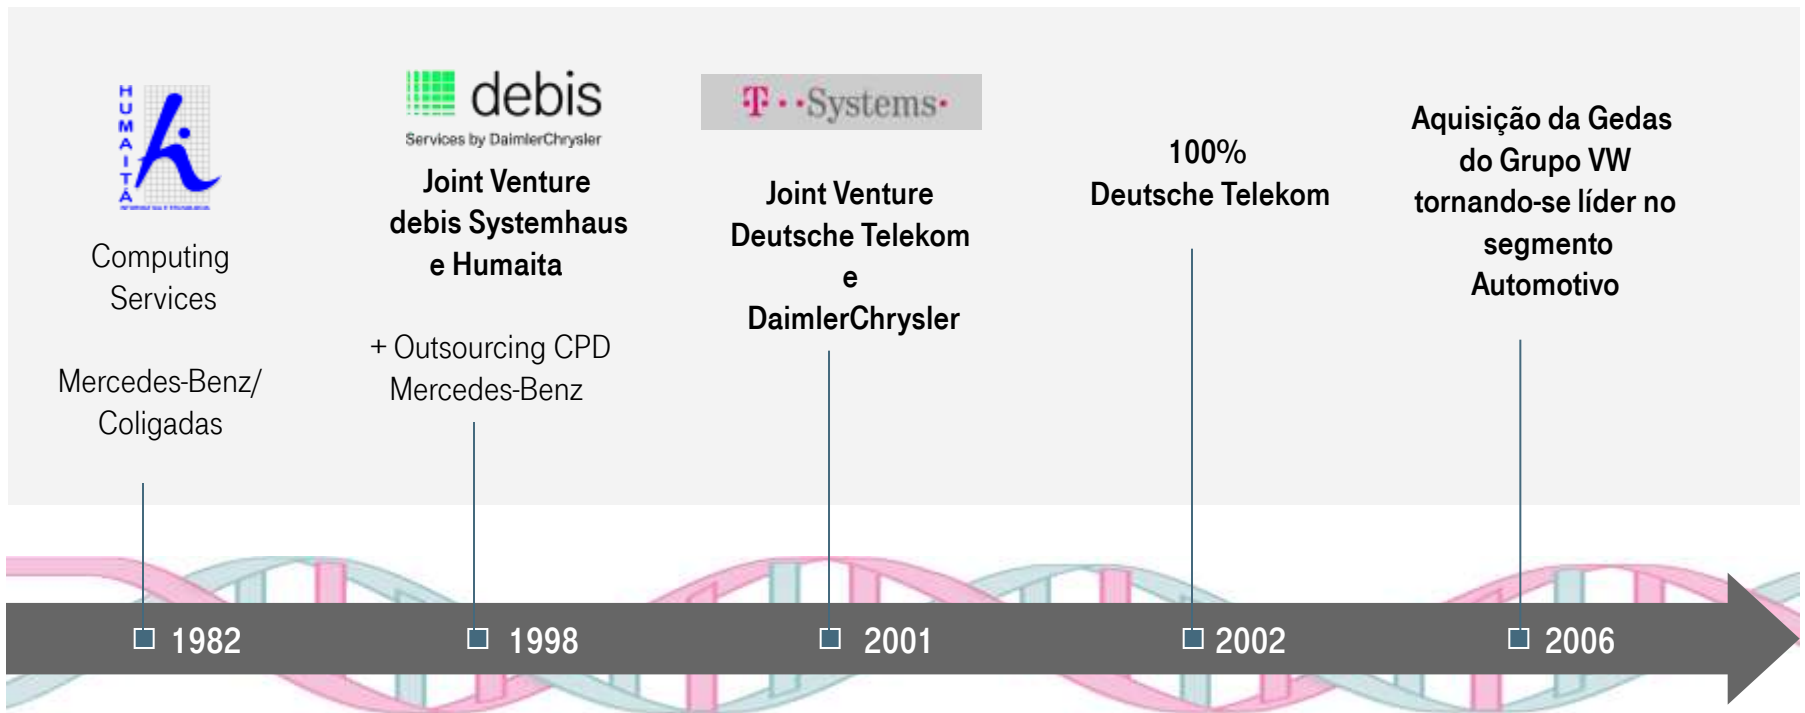 HUMAITÁ
Computing
Services
Mercedes-Benz/
Coligadas
debis
Services by DaimlerChrysler
Joint Venture
debis Systemhaus
e Humaita
+ Outsourcing CPD
Mercedes-Benz
T··Systems·
Joint Venture
Deutsche Telekom
e
DaimlerChrysler
100%
Deutsche Telekom
Aquisição da Gedas
do Grupo VW
tornando-se líder no
segmento
Automotivo
1982
1998
2001
2002
2006